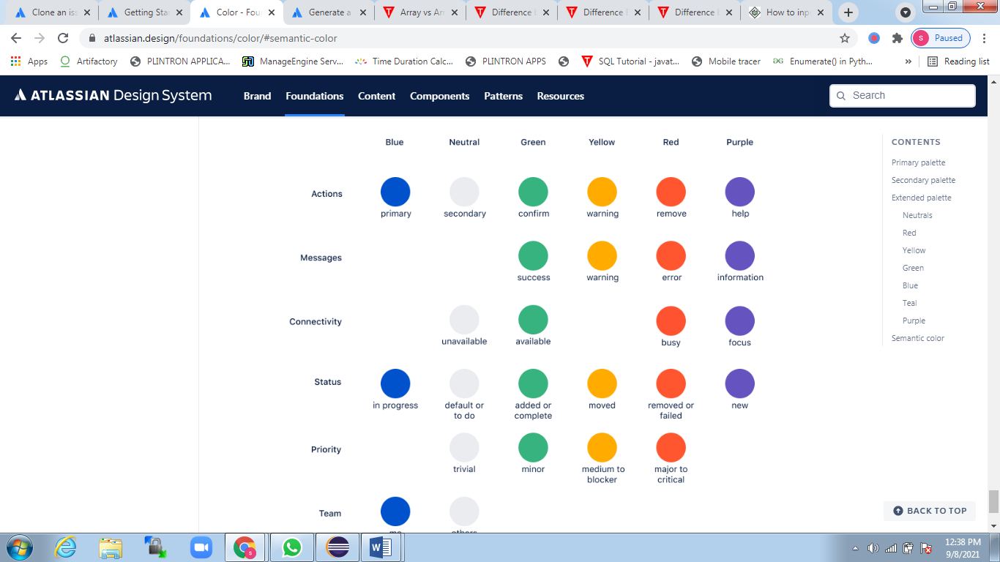 Clone an iss
Getting Sta
Color - Fou
Generate a
Array vs Arr
Difference
Difference
Difference
How to inp
atlassian.design/foundations/color/#semantic-color
S Paused
Apps Artifactory PLINTRON APPLICA... ManageEngine Serv... Time Duration Calc... PLINTRON APPS SQL Tutorial - javat... Mobile tracer Enumerate() in Pyth... » Reading list
ATLASSIAN Design System Brand Foundations Content Components Patterns Resources Search
Blue Neutral Green Yellow Red Purple
Actions
primary secondary confirm warning remove help
Messages
success warning error information
Connectivity
unavailable available busy focus
Status
in progress default or added or moved removed or new
to do complete failed
Priority
trivial minor medium to major to
blocker critical
Team
CONTENTS
Primary palette
Secondary palette
Extended palette
Neutrals
Red
Yellow
Green
Blue
Teal
Purple
Semantic color
BACK TO TOP
12:38 PM
9/8/2021